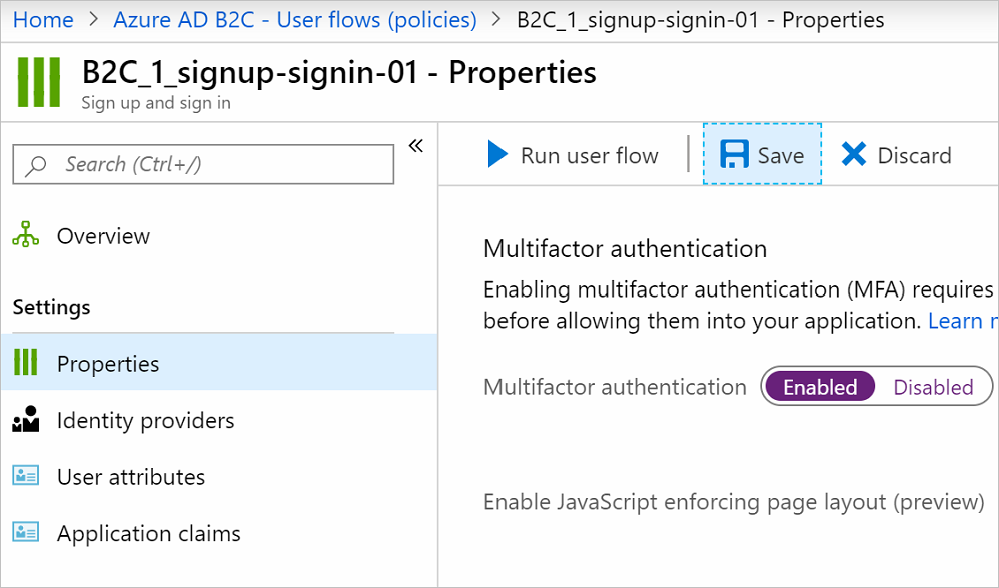 Home > Azure AD B2C - User flows (policies) > B2C_1_signup-signin-01 - Properties
B2C_1_signup-signin-01 - Properties
Sign up and sign in
Search (Ctrl+/)
«
Overview
Settings
Properties
Identity providers
User attributes
Application claims
Run user flow
Save
Discard
Multifactor authentication
Enabling multifactor authentication (MFA) requires
before allowing them into your application. Learn
Multifactor authentication Enabled Disabled
Enable JavaScript enforcing page layout (preview)